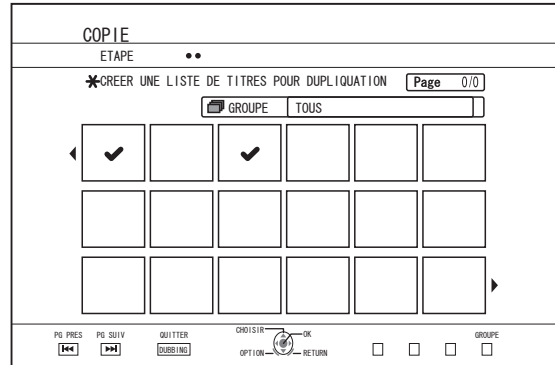 COPIE
ETAPE
CREER UNE LISTE DE TITRES POUR DUPLIQUATION
Page 0/0
GROUPE TOUS
PG PRES PG SUIV QUITTER CHOISIR OK GROUPE
DUBBING OPTION RETURN